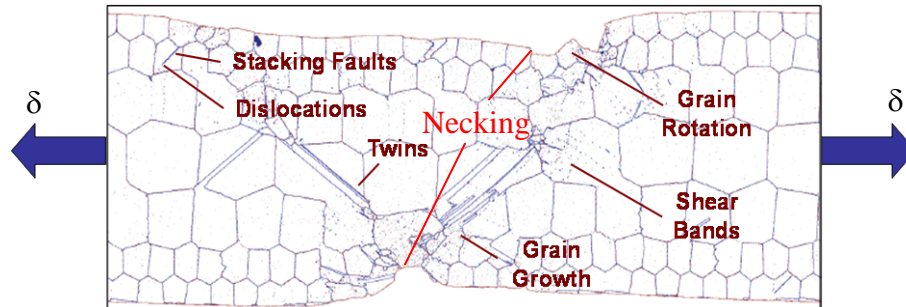 Stacking Faults
Dislocations
δ
δ
Necking
Grain
Rotation
Twins
Shear
Bands
Grain
Growth